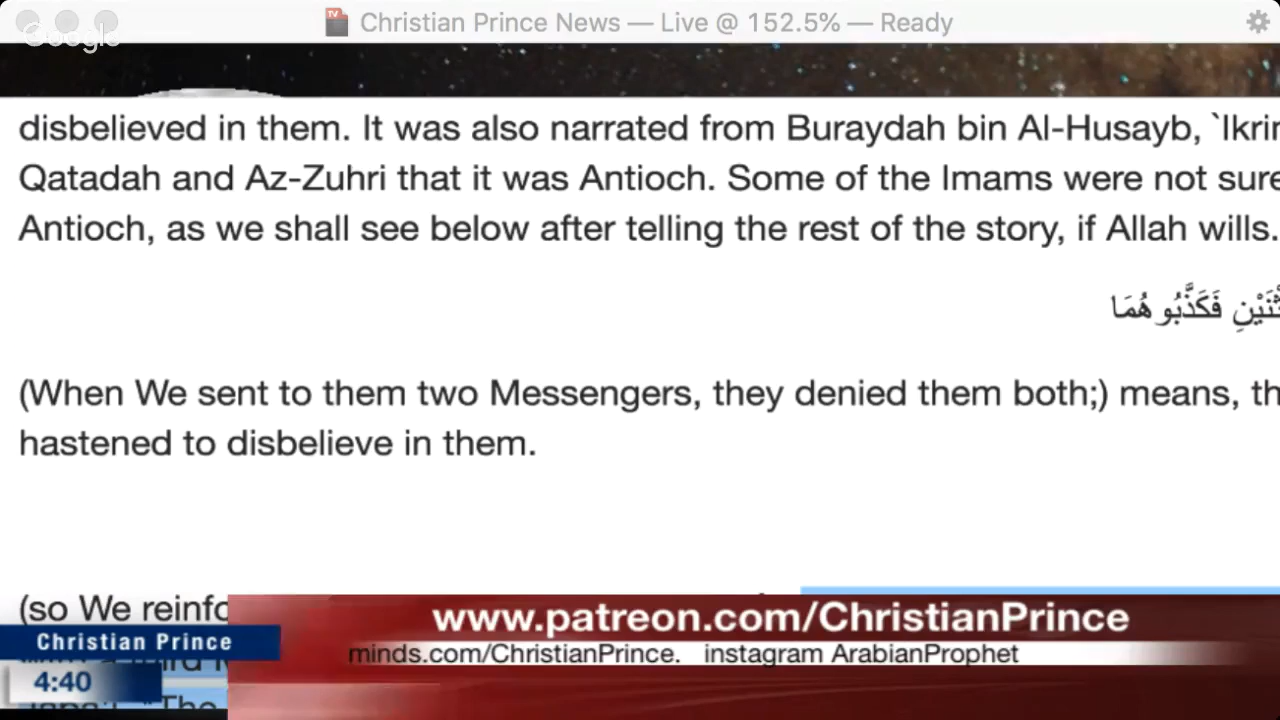 Christian Prince News — Live @ 152.5% — Ready
Google
disbelieved in them. It was also narrated from Buraydah bin Al-Husayb, `Ikri
Qatadah and Az-Zuhri that it was Antioch. Some of the Imams were not sure
Antioch, as we shall see below after telling the rest of the story, if Allah wills.
فَكَذَّبُوهُمَا
(When We sent to them two Messengers, they denied them both;) means, th
hastened to disbelieve in them.
(so We reinfo
www.patreon.com/ChristianPrince
Christian Prince
minds.com/ChristianPrince. instagram ArabianProphet
4:40